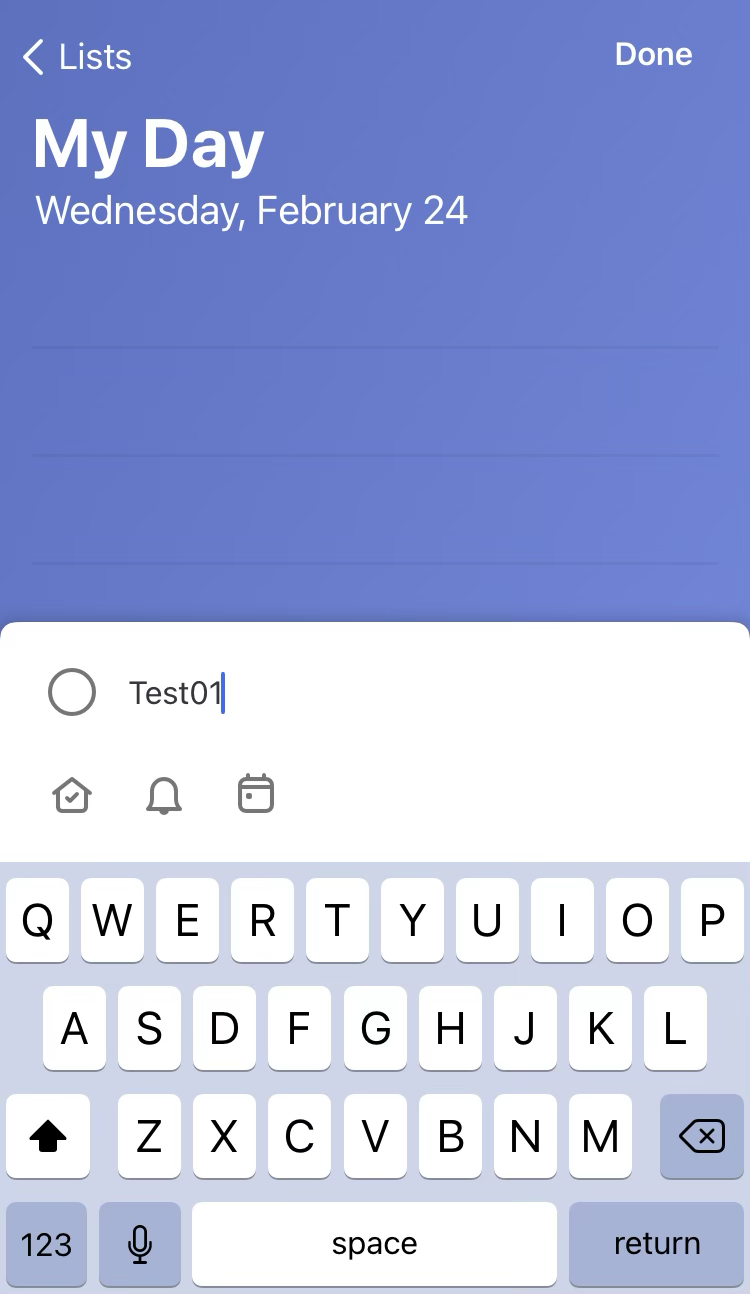 Lists
Done
My Day
Wednesday, February 24
Test01
Q W E R T Y U I O P
A S D F G H J K L
Z X C V B N M
123 space return